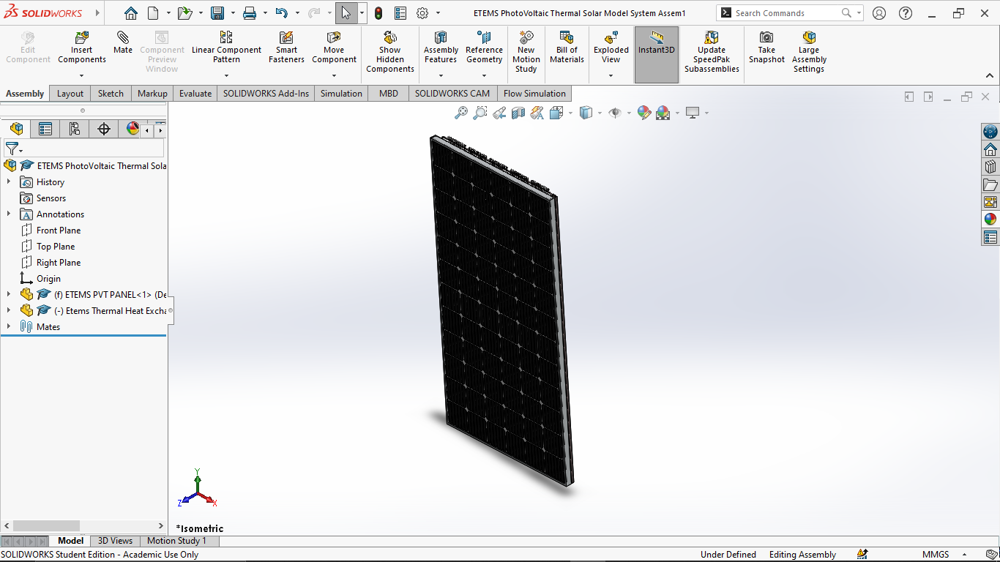 SOLIDWORKS
ETEMS PhotoVoltaic Thermal Solar Model System Assem1
Search Commands
Edit
Component
Insert
Components
Mate
Component
Preview
Window
Linear Component
Pattern
Smart
Fasteners
Move
Component
Show
Hidden
Components
Assembly
Features
Reference
Geometry
New
Motion
Study
Bill of
Materials
Exploded
View
Instant3D
Update
SpeedPak
Subassemblies
Take
Snapshot
Large
Assembly
Settings
Assembly
Layout
Sketch
Markup
Evaluate
SOLIDWORKS Add-Ins
Simulation
MBD
SOLIDWORKS CAM
Flow Simulation
ETEMS PhotoVoltaic Thermal Sola
History
Sensors
A Annotations
Front Plane
Top Plane
Right Plane
Origin
(f) ETEMS PVT PANEL<1> (De
(-) Etems Thermal Heat Excha
Mates
Y
Z
X
*Isometric
Model
3D Views
Motion Study 1
SOLIDWORKS Student Edition - Academic Use Only
Under Defined
Editing Assembly
MMGS